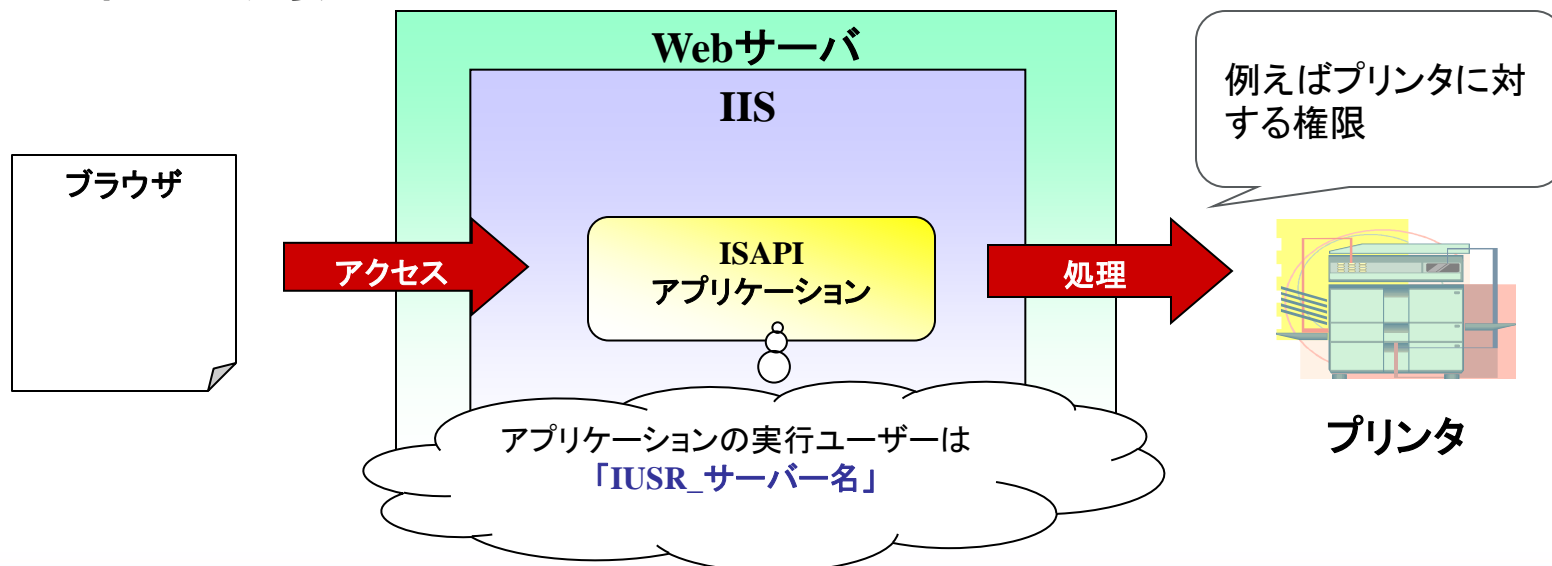 Webサーバ
IIS
例えばプリンタに対
する権限
ブラウザ
アクセス
ISAPI
アプリケーション
処理
アプリケーションの実行ユーザーは
「IUSR_サーバー名」
プリンタ